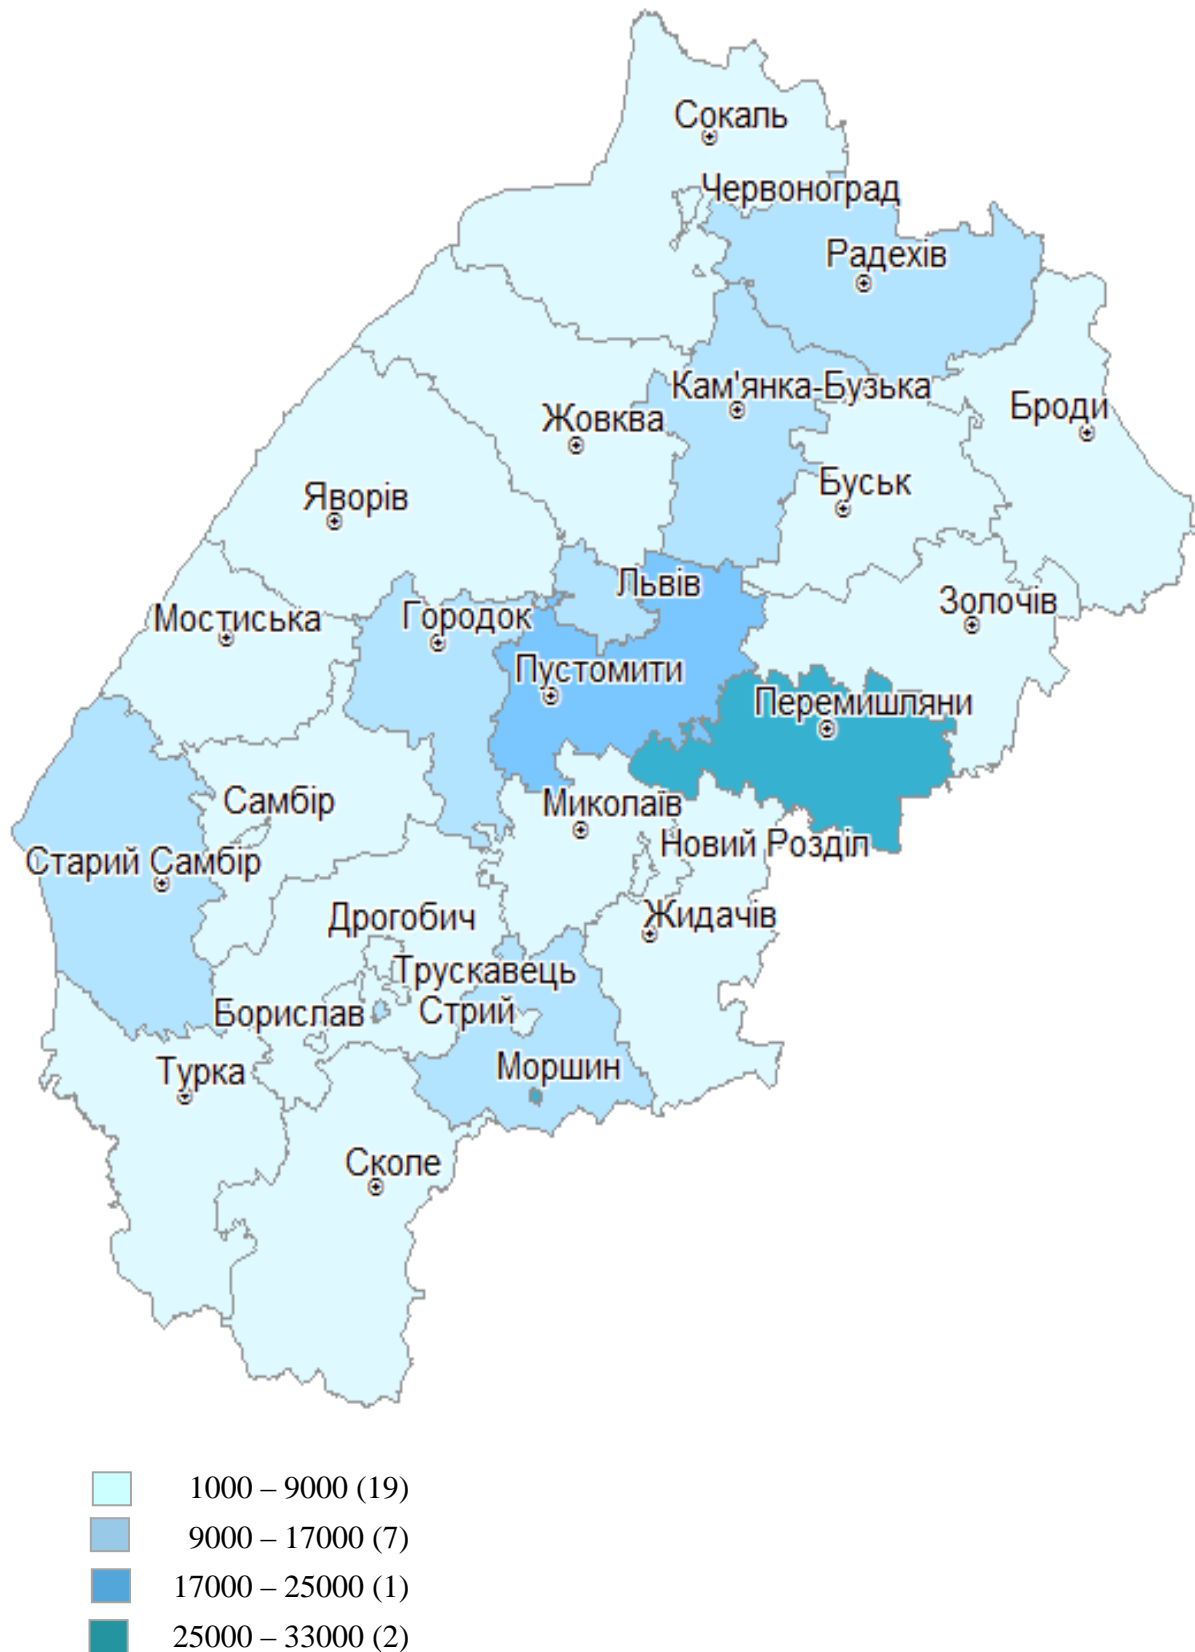 Сокаль
Червоноград
Радехів
Кам'янка-Бузька
Броди
Жовква
Буськ
Яворів
Львів
Золочів
Мостиська
Городок
Пустомити
Перемишляни
Самбір
Миколаїв
Новий Розділ
Старий Самбір
Дрогобич
Жидачів
Трускавець
Борислав
Стрий
Турка
Моршин
Сколе
1000 – 9000 (19)
9000 – 17000 (7)
17000 – 25000 (1)
25000 – 33000 (2)